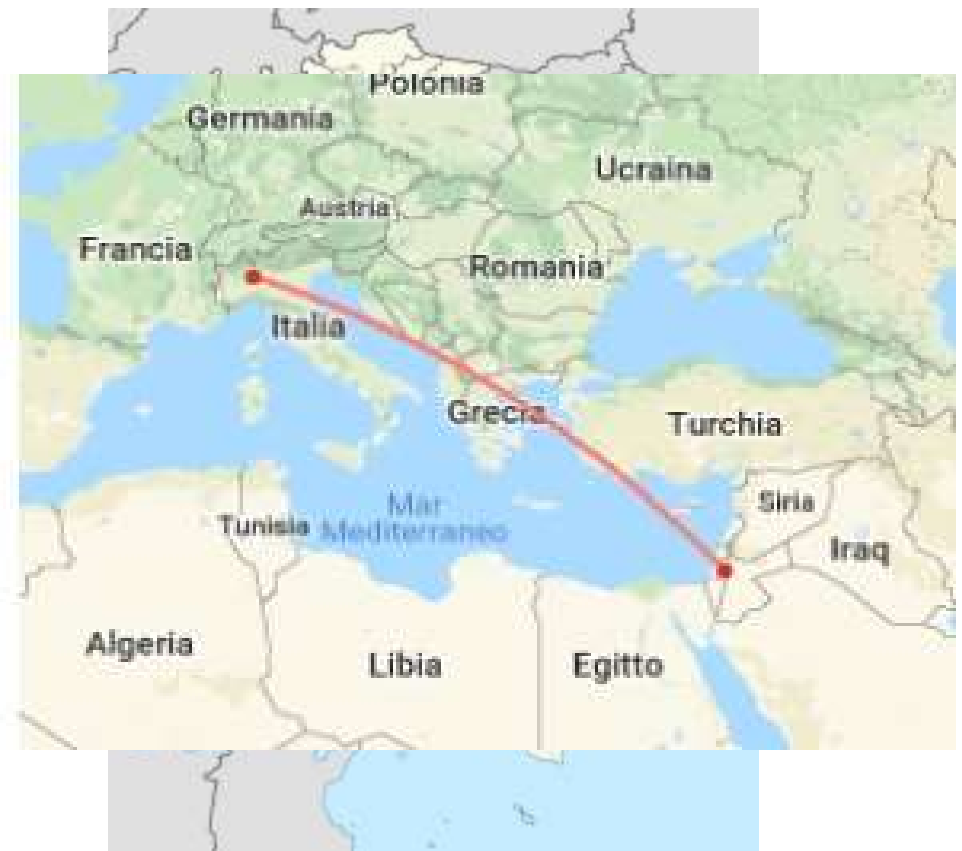 Polonia
Germania
Ucraina
Austria
Francia
Romania
Italia
Grecia
Turchia
Siria
Mar
Mediterraneo
Tunisia
Iraq
Algeria
Libia
Egitto